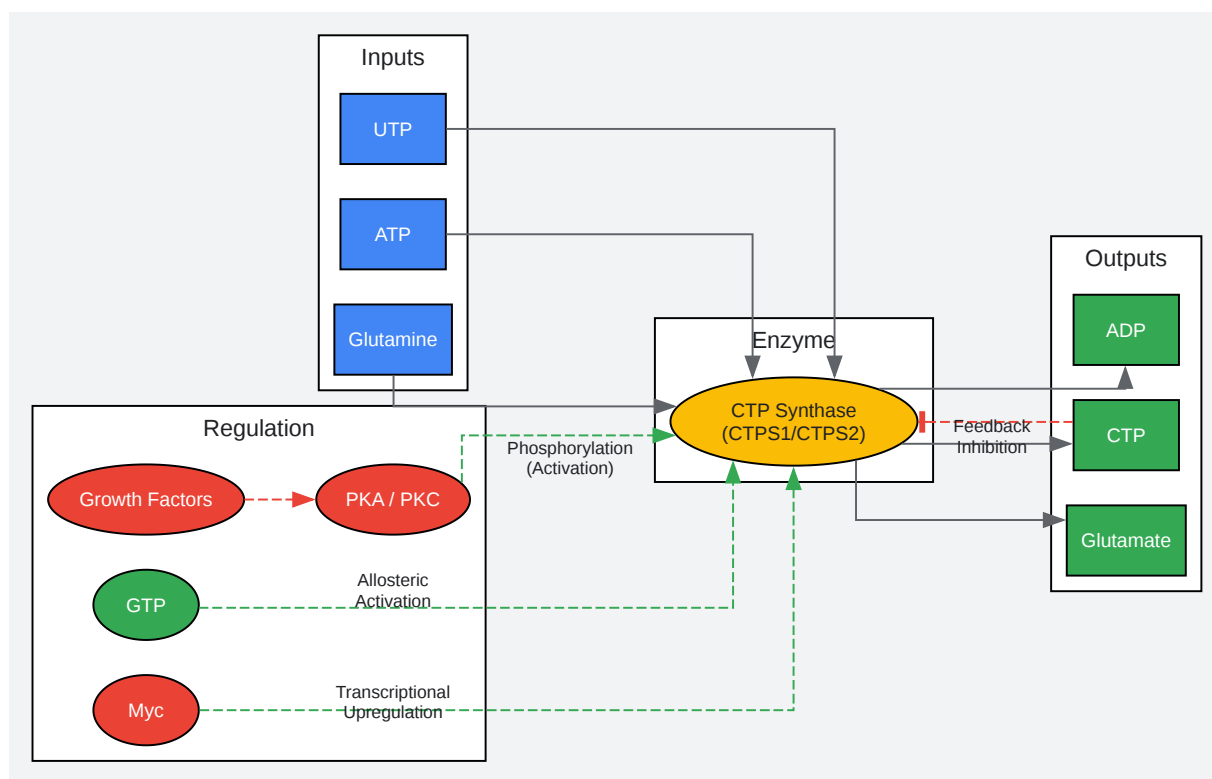 Inputs
UTP
ATP
Glutamine
Regulation
Growth Factors
PKA / PKC
GTP
Myc
Allosteric
Activation
Transcriptional
Upregulation
Phosphorylation
(Activation)
Enzyme
CTP Synthase
(CTPS1/CTPS2)
Feedback
Inhibition
Outputs
ADP
CTP
Glutamate